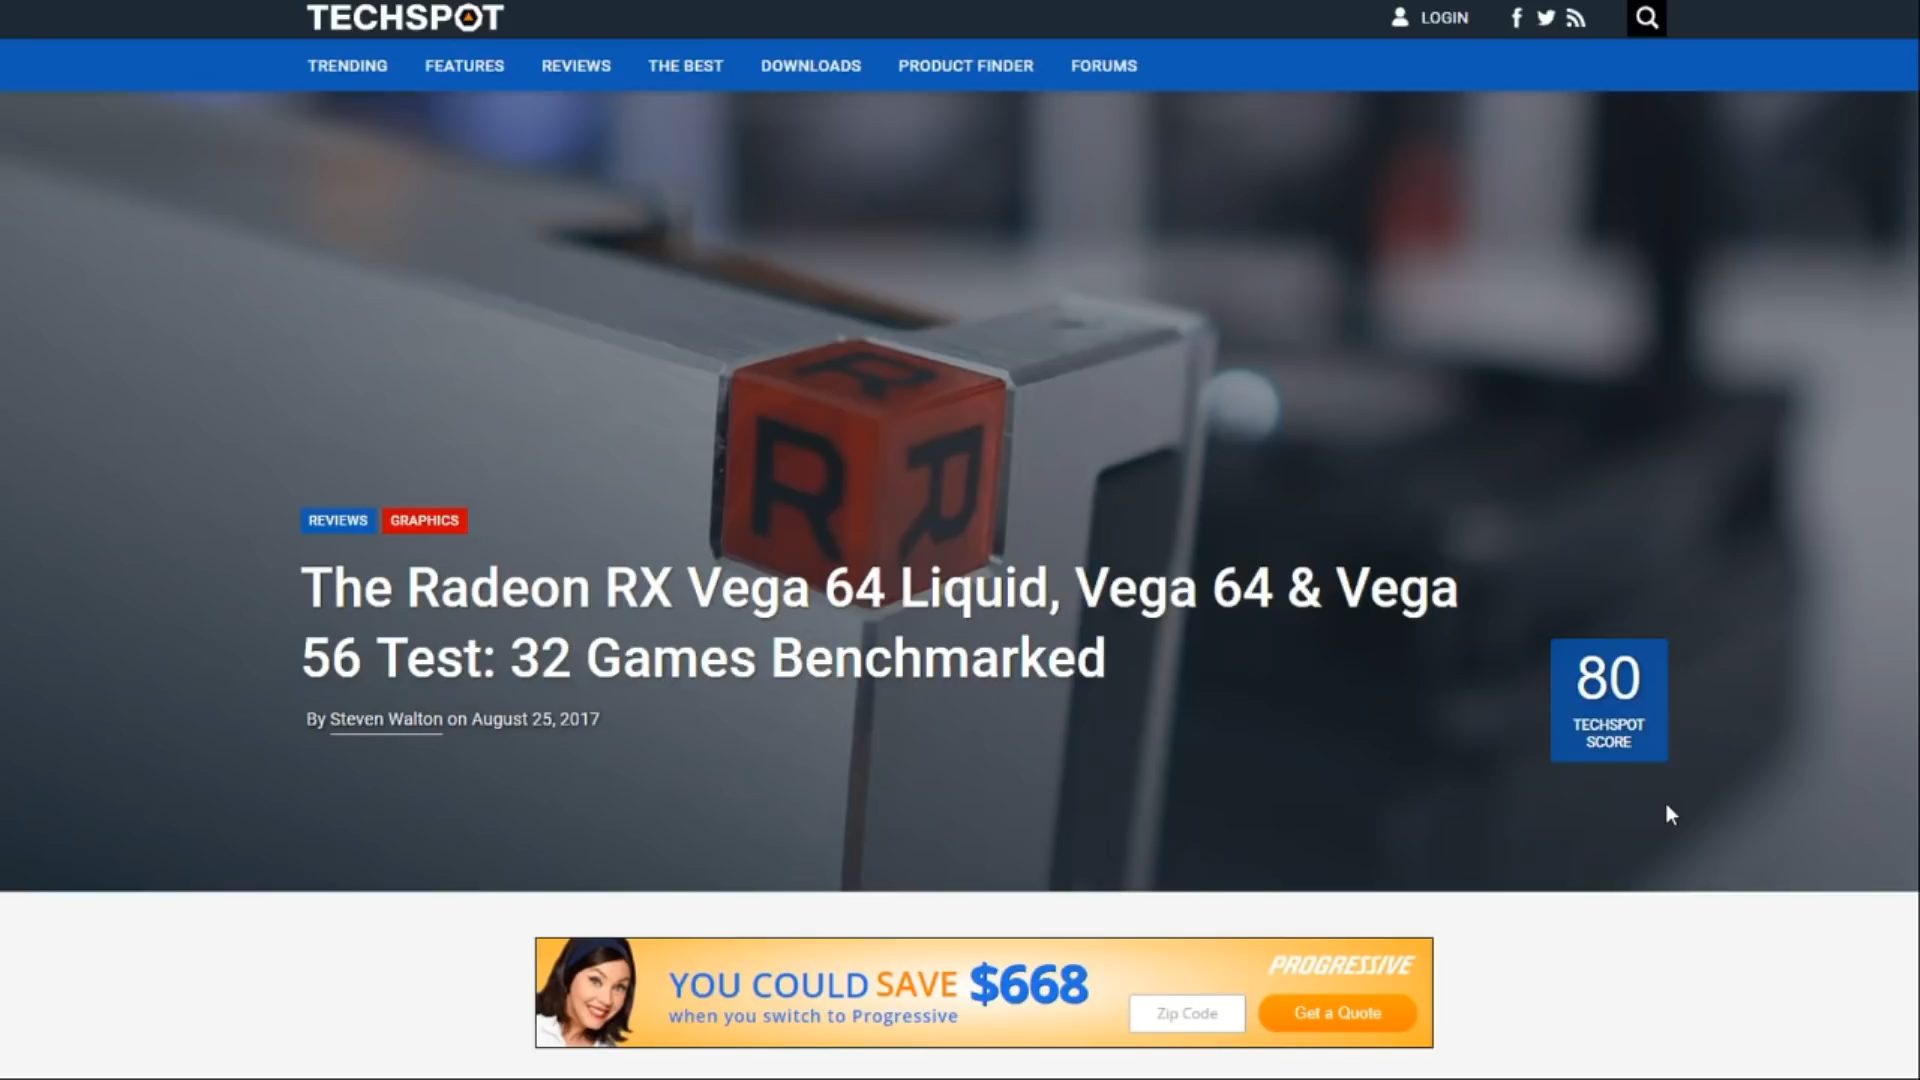 TECHSPOT
LOGIN
TRENDING FEATURES REVIEWS THE BEST DOWNLOADS PRODUCT FINDER FORUMS
R
R
R
REVIEWS GRAPHICS
The Radeon RX Vega 64 Liquid, Vega 64 & Vega
56 Test: 32 Games Benchmarked
By Steven Walton on August 25, 2017
80
TECHSPOT
SCORE
YOU COULD SAVE $668
when you switch to Progressive
PROGRESSIVE
Zip Code
Get a Quote